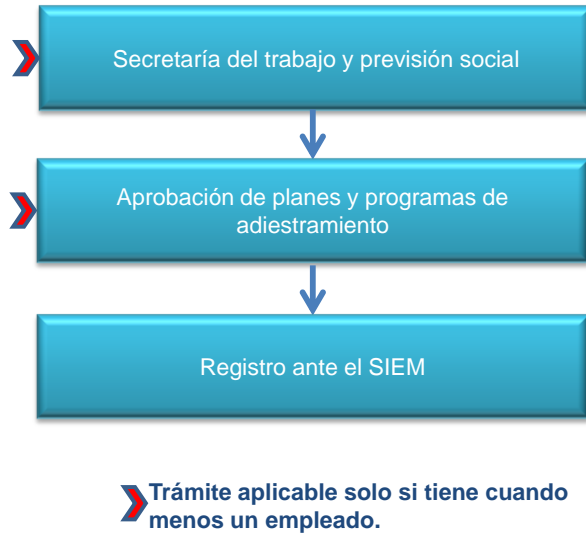 Secretaría del trabajo y previsión social
Aprobación de planes y programas de
adiestramiento
Registro ante el SIEM
Trámite aplicable solo si tiene cuando
menos un empleado.